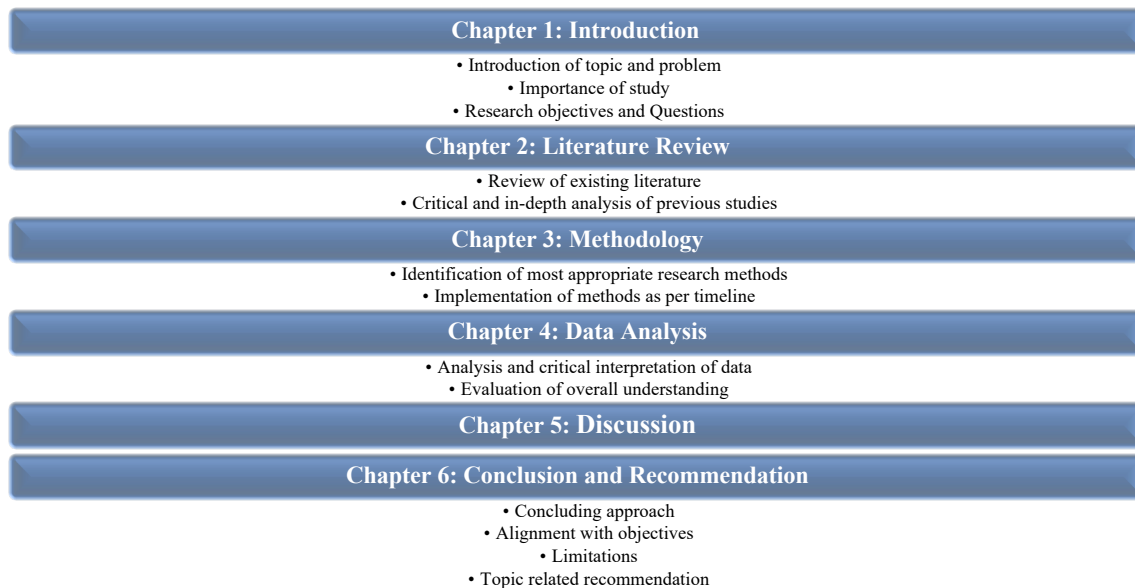 Chapter 1: Introduction
• Introduction of topic and problem
• Importance of study
• Research objectives and Questions
Chapter 2: Literature Review
• Review of existing literature
• Critical and in-depth analysis of previous studies
Chapter 3: Methodology
• Identification of most appropriate research methods
• Implementation of methods as per timeline
Chapter 4: Data Analysis
• Analysis and critical interpretation of data
• Evaluation of overall understanding
Chapter 5: Discussion
Chapter 6: Conclusion and Recommendation
• Concluding approach
• Alignment with objectives
• Limitations
• Topic related recommendation